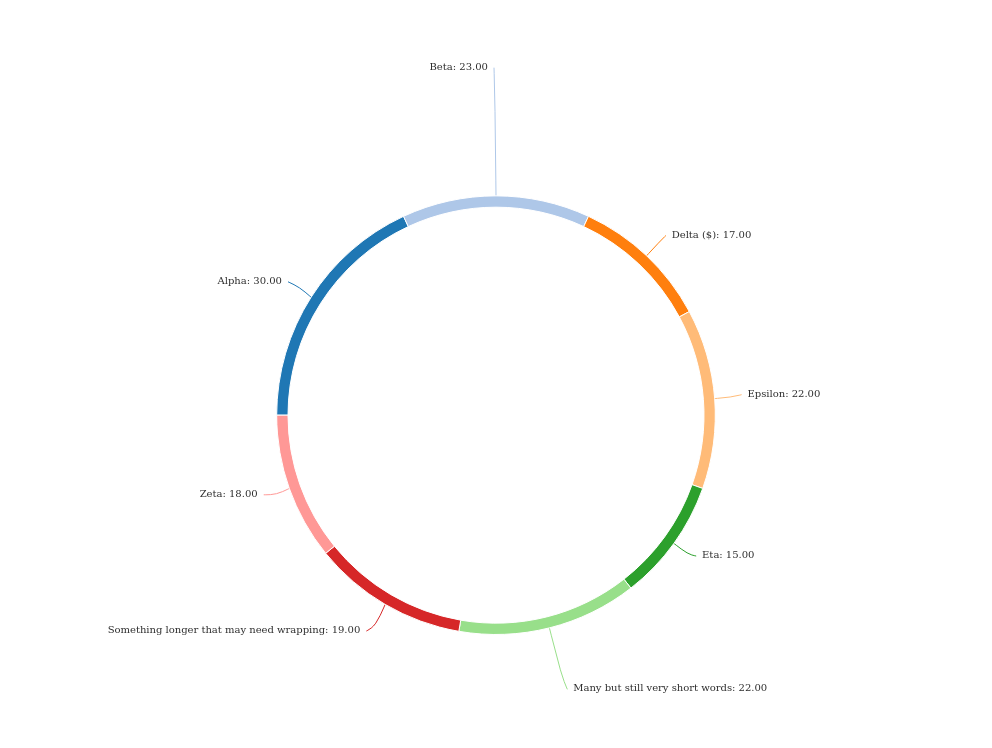 Beta: 23.00
Delta ($): 17.00
Alpha: 30.00
Epsilon: 22.00
Zeta: 18.00
Eta: 15.00
Something longer that may need wrapping: 19.00
Many but still very short words: 22.00